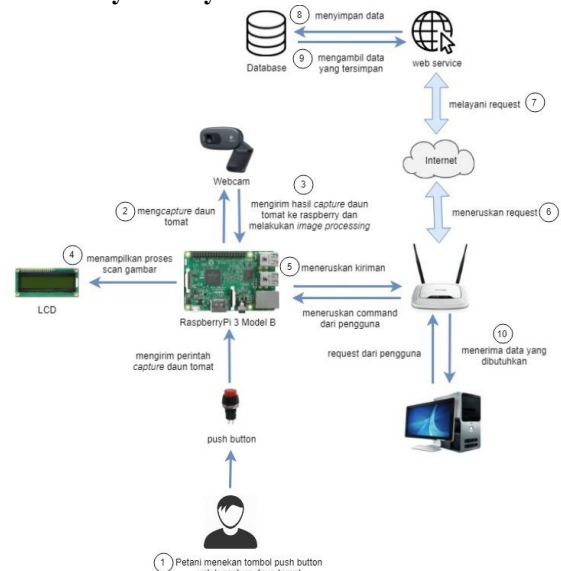 8 menyimpan data
9 mengambil data
yang tersimpan
Database
web service
melayani request 7
Internet
meneruskan request 6
Webcam
2 mengcapture daun
tomat
3
mengirim hasil capture daun
tomat ke raspberry dan
melakukan image processing
4 menampilkan proses
scan gambar
LCD
RaspberryPi 3 Model B
5 meneruskan kiriman
meneruskan command
dari pengguna
mengirim perintah
capture daun tomat
push button
request dari pengguna
10
menerima data yang
dibutuhkan
1 Petani menekan tombol push button